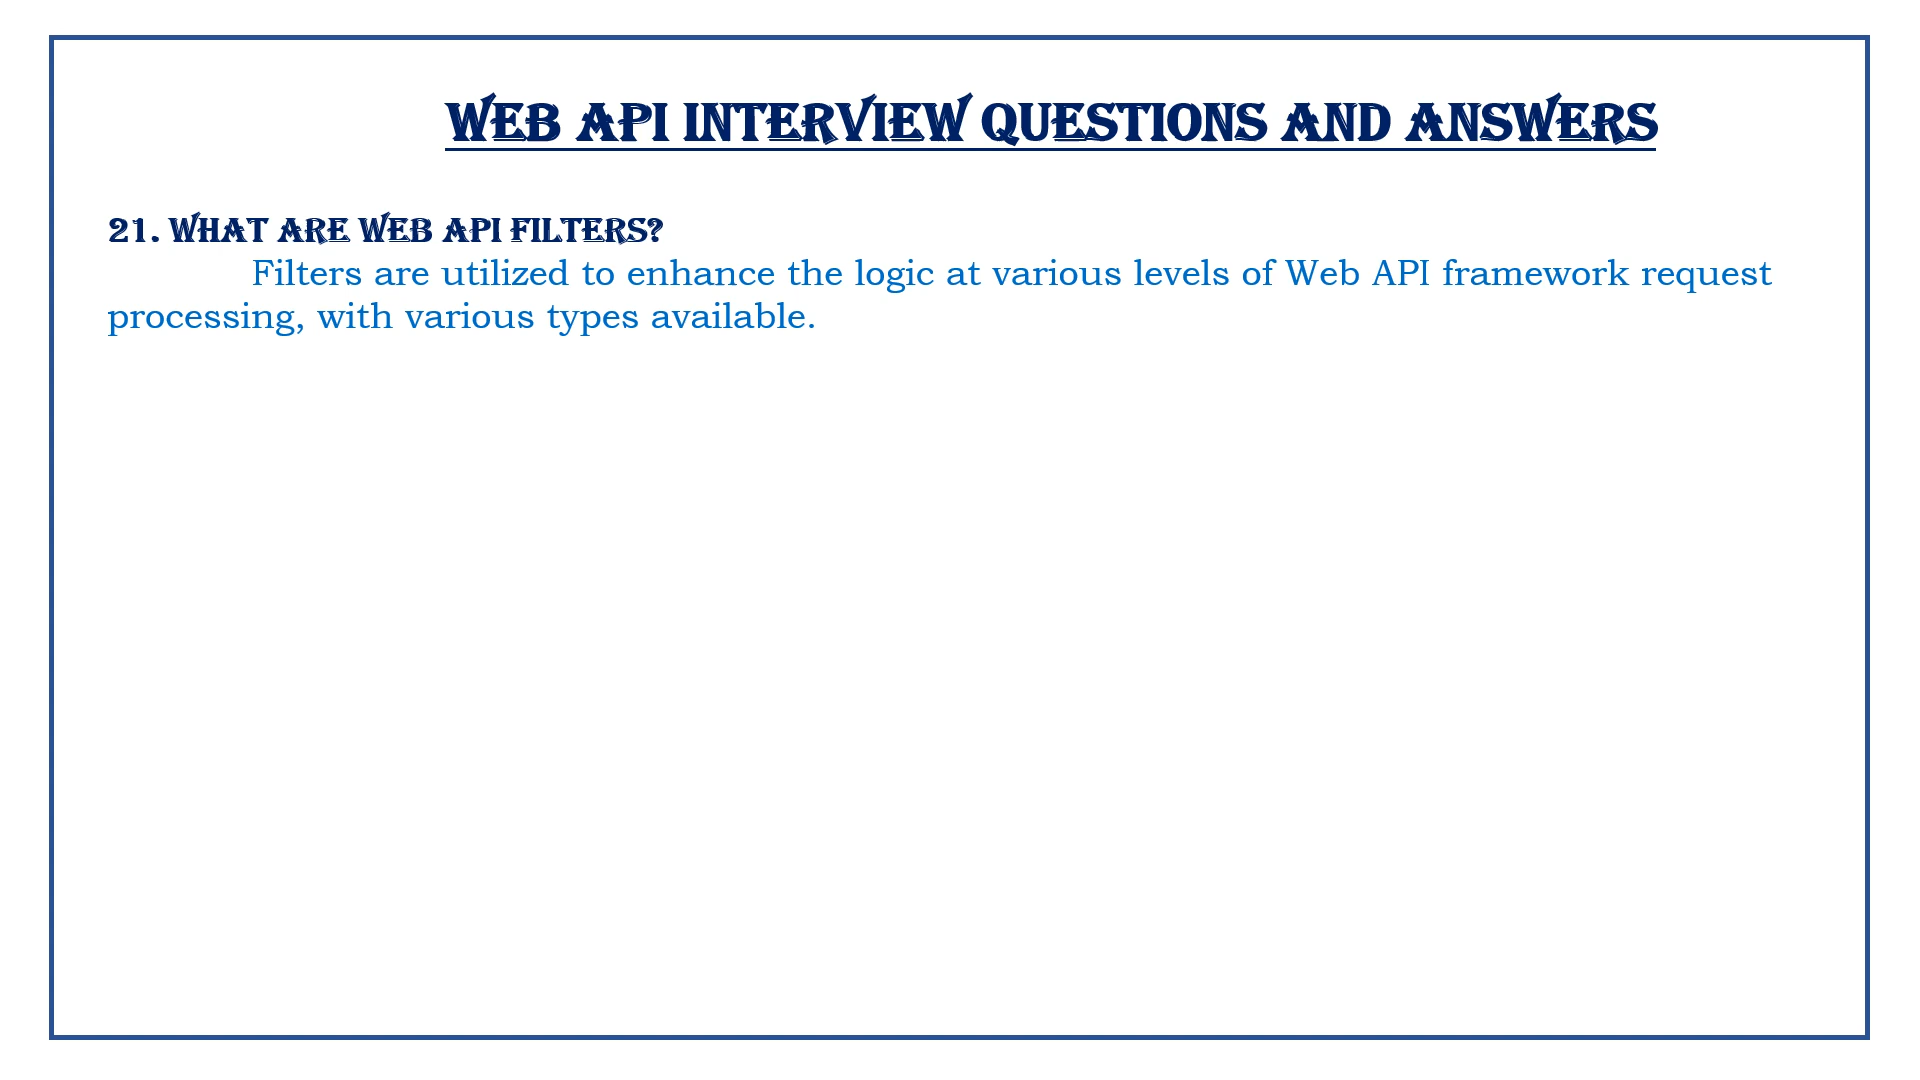 WEB API INTERVIEW QUESTIONS AND ANSWERS
21. WHAT ARE WEB API FILTERS?
Filters are utilized to enhance the logic at various levels of Web API framework request
processing, with various types available.